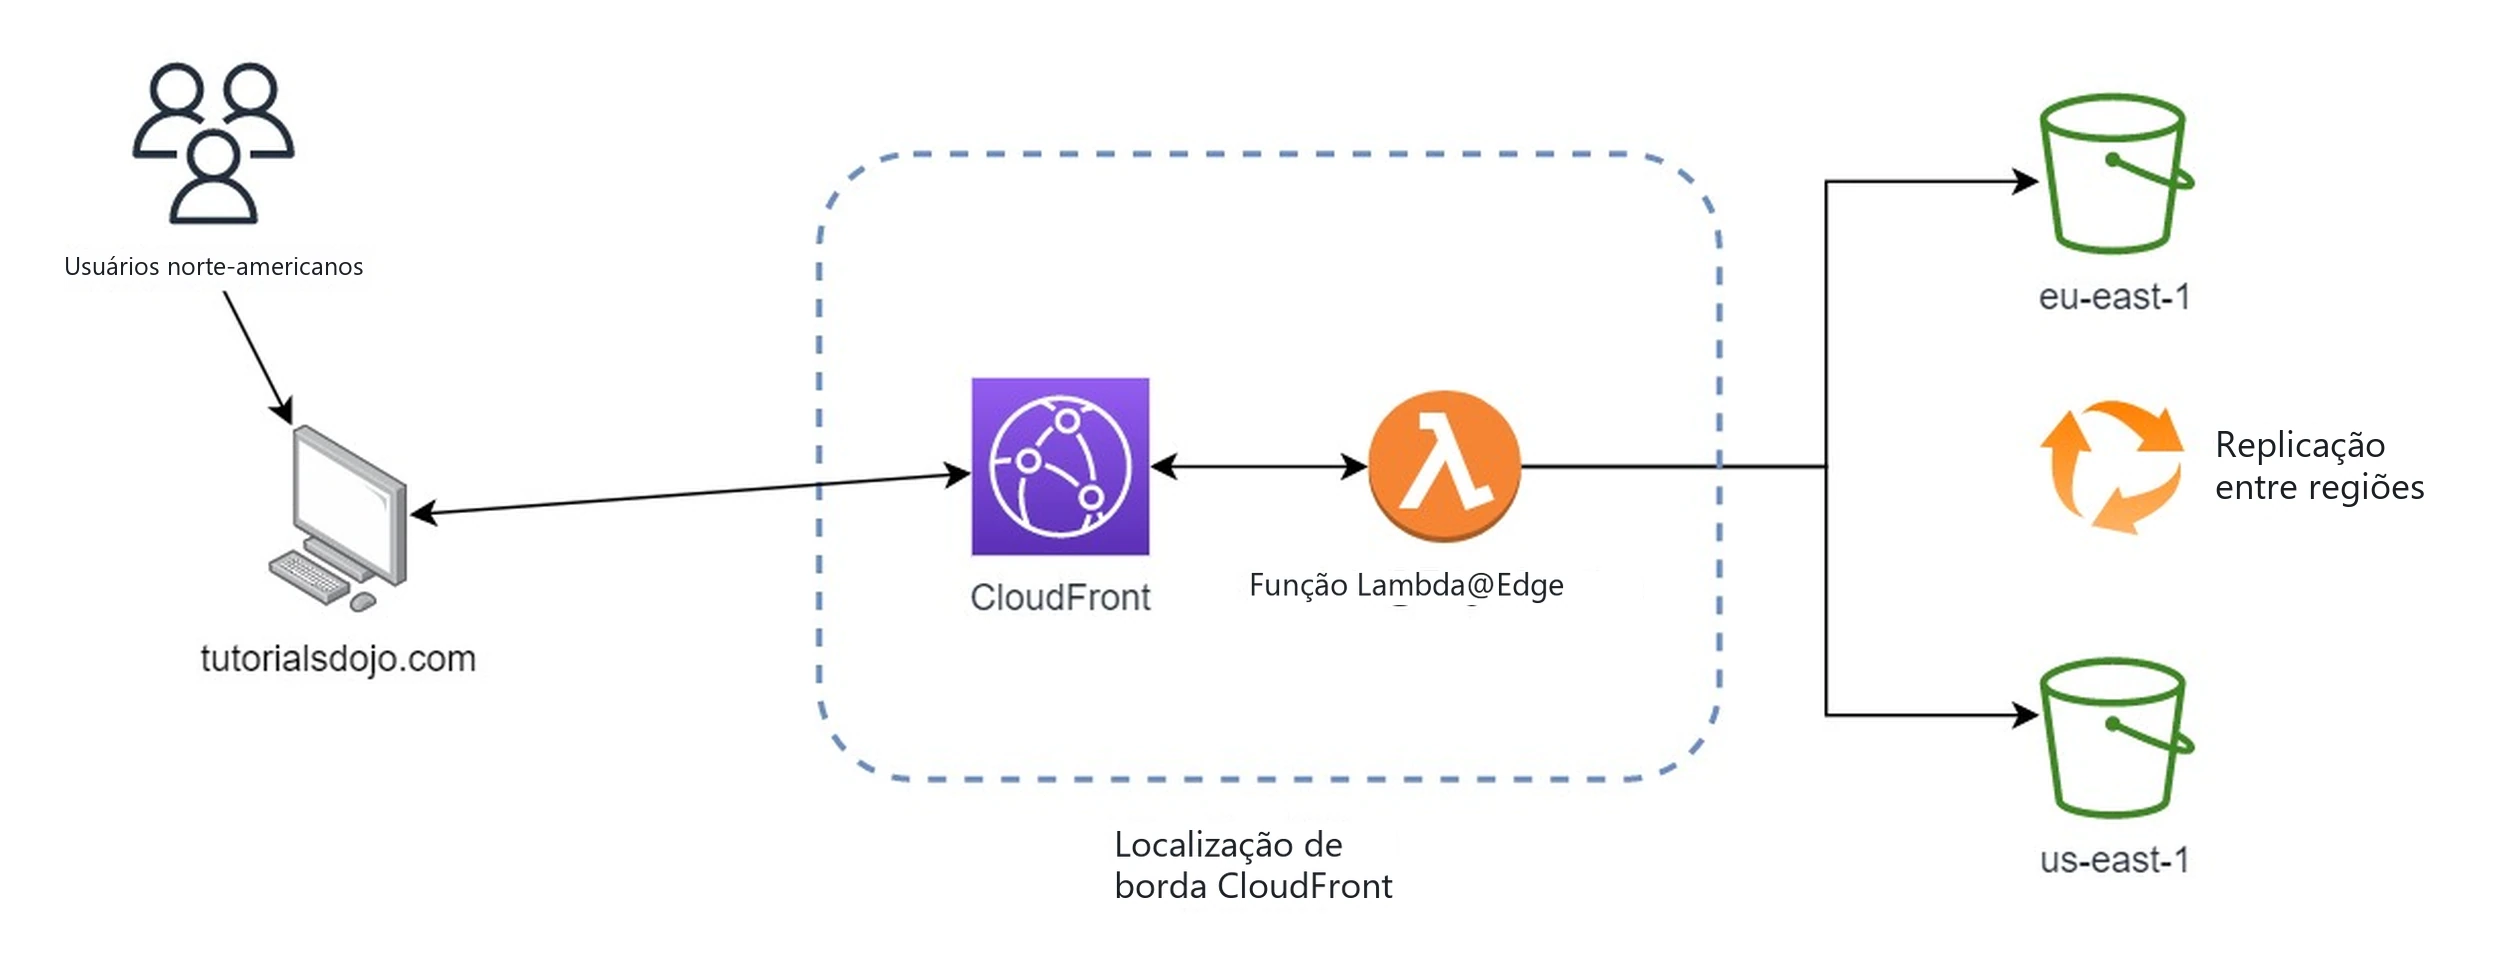 Usuários norte-americanos
tutorialsdojo.com
CloudFront
Função Lambda@Edge
Localização de
borda CloudFront
eu-east-1
Replicação
entre regiões
us-east-1